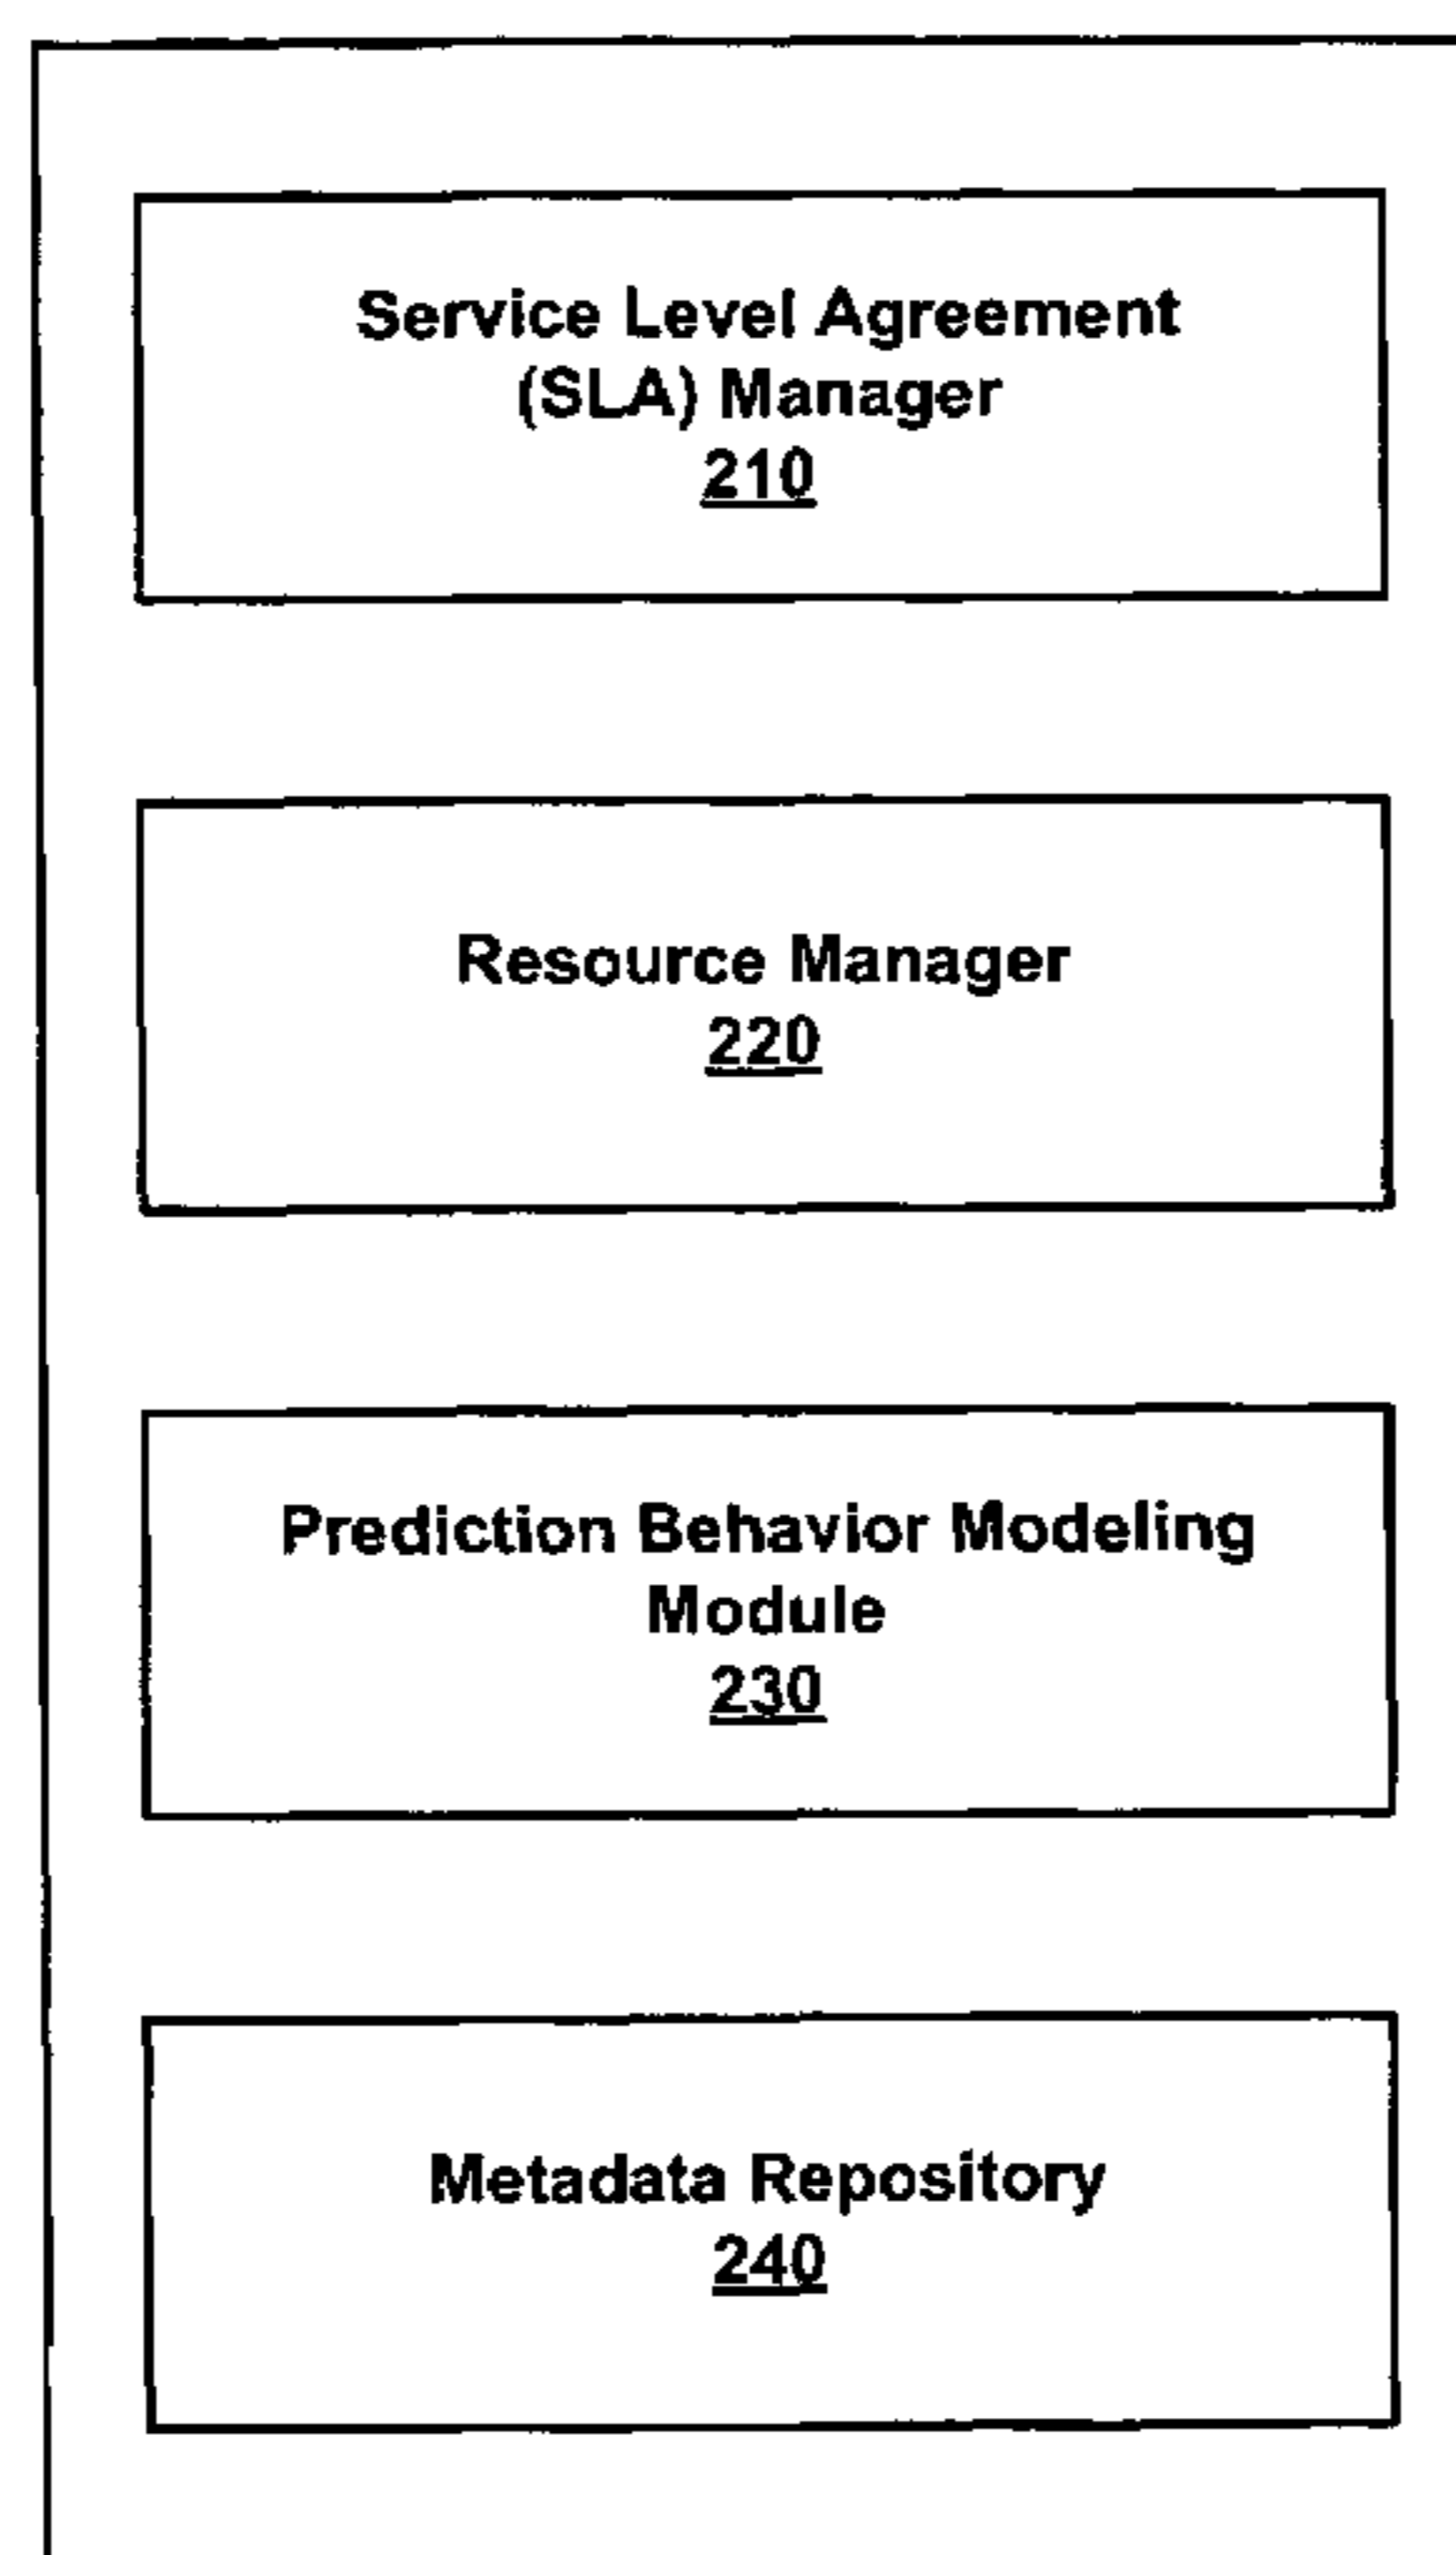 Service Level Agreement
(SLA) Manager
210
Resource Manager
220
Prediction Behavior Modeling
Module
230
Metadata Repository
240